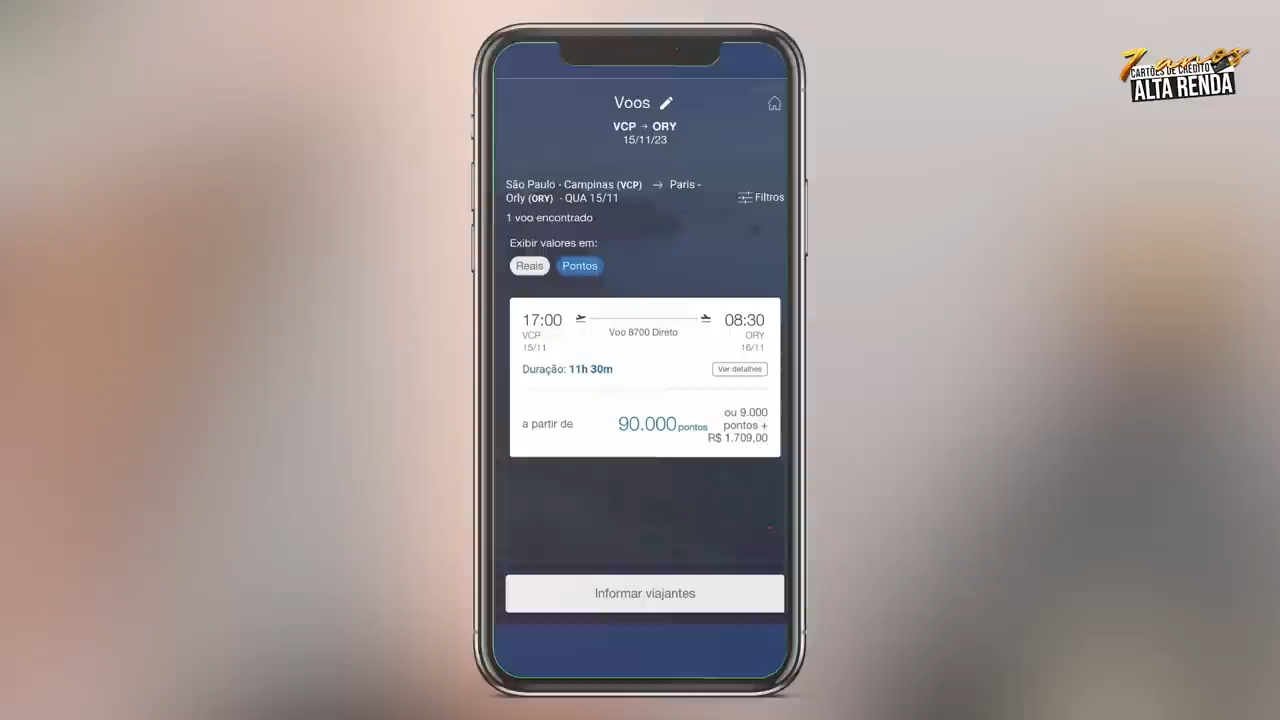 7 anos
CARTÕES DE CRÉDITO
ALTA RENDA
Voos
VCP → ORY
15/11/23
São Paulo - Campinas (VCP) → Paris -
Orly (ORY) - QUA 15/11
Filtros
1 voo encontrado
Exibir valores em:
Reais Pontos
17:00 08:30
Voo 8700 Direto
VCP ORY
15/11 16/11
Duração: 11h 30m Ver detalhes
a partir de 90.000 pontos
ou 9.000
pontos +
R$ 1.709,00
Informar viajantes